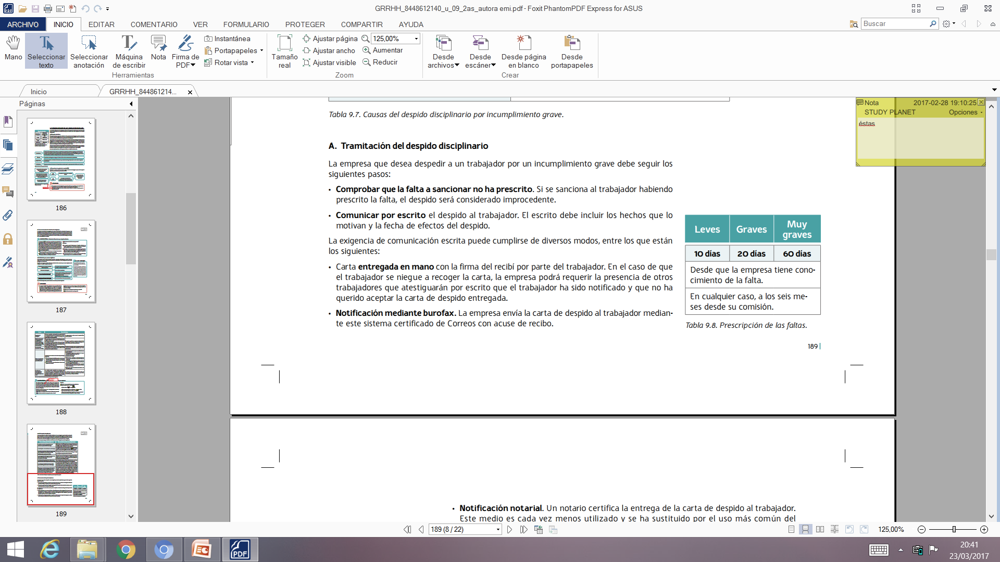 GRRHH_8448612140_u_09_2as_autora emi.pdf - Foxit PhantomPDF Express for ASUS
ARCHIVO INICIO EDITAR COMENTARIO VER FORMULARIO PROTEGER COMPARTIR AYUDA
Buscar
Mano
Seleccionar texto
Seleccionar anotación
Máquina de escribir
Nota
Firma de PDF
Instantánea
Portapapeles
Rotar vista
Herramientas
Tamaño real
Ajustar página
Ajustar ancho
Ajustar visible
125,00%
Aumentar
Reducir
Zoom
Desde archivos
Desde escáner
Desde página en blanco
Desde portapapeles
Crear
Inicio
GRRHH_844861214...
Páginas
186
187
188
189
Tabla 9.7. Causas del despido disciplinario por incumplimiento grave.
Nota 2017-02-28 19:10:25
STUDY PLANET Opciones
éstas
A. Tramitación del despido disciplinario
La empresa que desea despedir a un trabajador por un incumplimiento grave debe seguir los
siguientes pasos:
• Comprobar que la falta a sancionar no ha prescrito. Si se sanciona al trabajador habiendo
prescrito la falta, el despido será considerado improcedente.
• Comunicar por escrito el despido al trabajador. El escrito debe incluir los hechos que lo
motivan y la fecha de efectos del despido.
La exigencia de comunicación escrita puede cumplirse de diversos modos, entre los que están
los siguientes:
• Carta entregada en mano con la firma del recibí por parte del trabajador. En el caso de que
el trabajador se niegue a recoger la carta, la empresa podrá requerir la presencia de otros
trabajadores que atestiguarán por escrito que el trabajador ha sido notificado y que no ha
querido aceptar la carta de despido entregada.
• Notificación mediante burofax. La empresa envía la carta de despido al trabajador median-
te este sistema certificado de Correos con acuse de recibo.
Leves Graves Muy graves
10 días 20 días 60 días
Desde que la empresa tiene cono-
cimiento de la falta.
En cualquier caso, a los seis me-
ses desde su comisión.
Tabla 9.8. Prescripción de las faltas.
189
• Notificación notarial. Un notario certifica la entrega de la carta de despido al trabajador.
Este medio es cada vez menos utilizado y se ha sustituido por el uso más común del
189 (8 / 22)
125,00%
20:41
23/03/2017